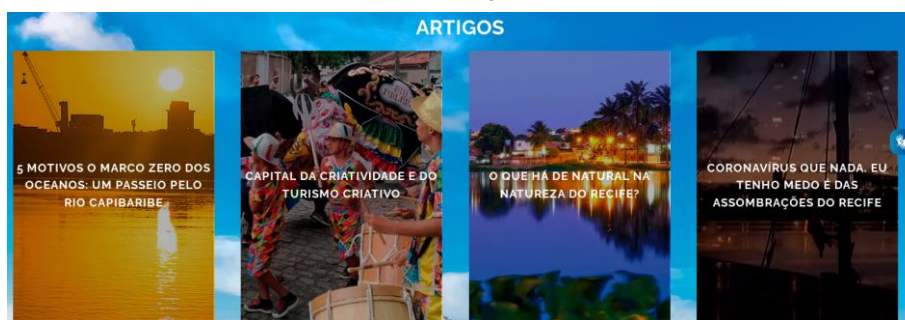 ARTIGOS
5 MOTIVOS O MARCO ZERO DOS
OCEANOS: UM PASSEIO PELO
RIO CAPIBARIBE
CAPITAL DA CRIATIVIDADE E DO
TURISMO CRIATIVO
O QUE HÁ DE NATURAL NA
NATUREZA DO RECIFE?
CORONAVÍRUS QUE NADA. EU
TENHO MEDO É DAS
ASSOMBRAÇÕES DO RECIFE